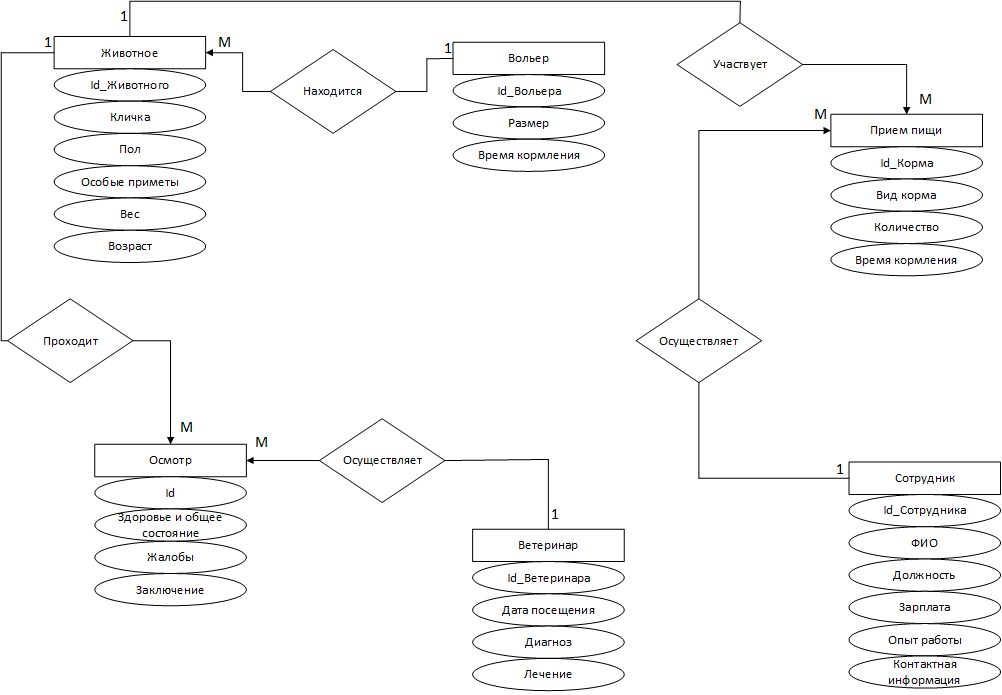 1
1
Животное
Id_Животного
Кличка
Пол
Особые приметы
Вес
Возраст
M
Находится
1
Вольер
Id_Вольера
Размер
Время кормления
Участвует
M
M
Прием пищи
Id_Корма
Вид корма
Количество
Время кормления
Проходит
M
Осмотр
Id
Здоровье и общее
состояние
Жалобы
Заключение
M
Осуществляет
1
Ветеринар
Id_Ветеринара
Дата посещения
Диагноз
Лечение
Осуществляет
1
Сотрудник
Id_Сотрудника
ФИО
Должность
Зарплата
Опыт работы
Контактная
информация